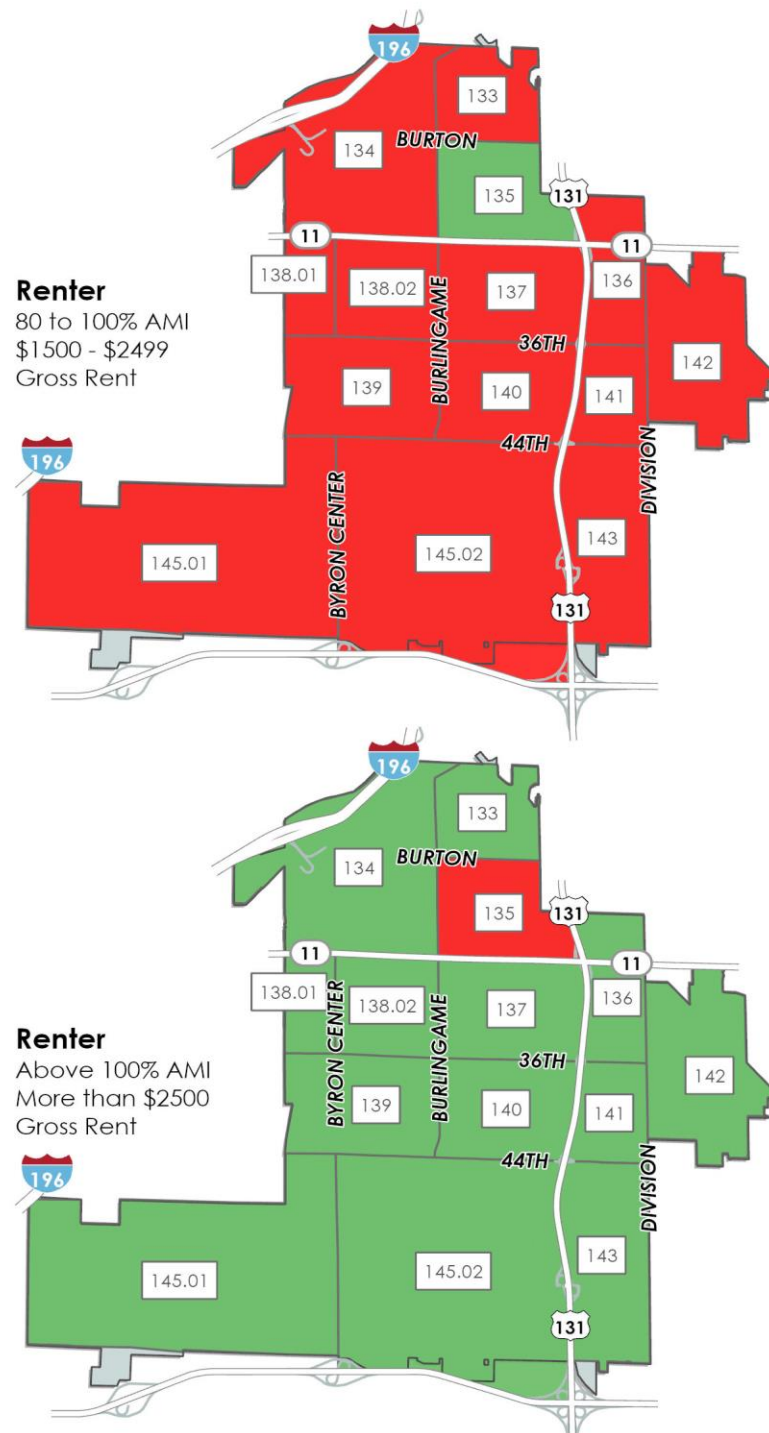 196
133
BURTON
134
135
131
11
11
138.01
138.02
BURLINGAME
137
136
Renter
80 to 100% AMI
$1500 - $2499
Gross Rent
36TH
142
139
140
141
196
44TH
DIVISION
BYRON CENTER
145.01
145.02
143
131
196
133
BURTON
134
135
131
11
11
138.01
BYRON CENTER
138.02
BURLINGAME
137
136
Renter
Above 100% AMI
More than $2500
Gross Rent
36TH
142
139
140
141
196
44TH
DIVISION
145.01
145.02
143
131